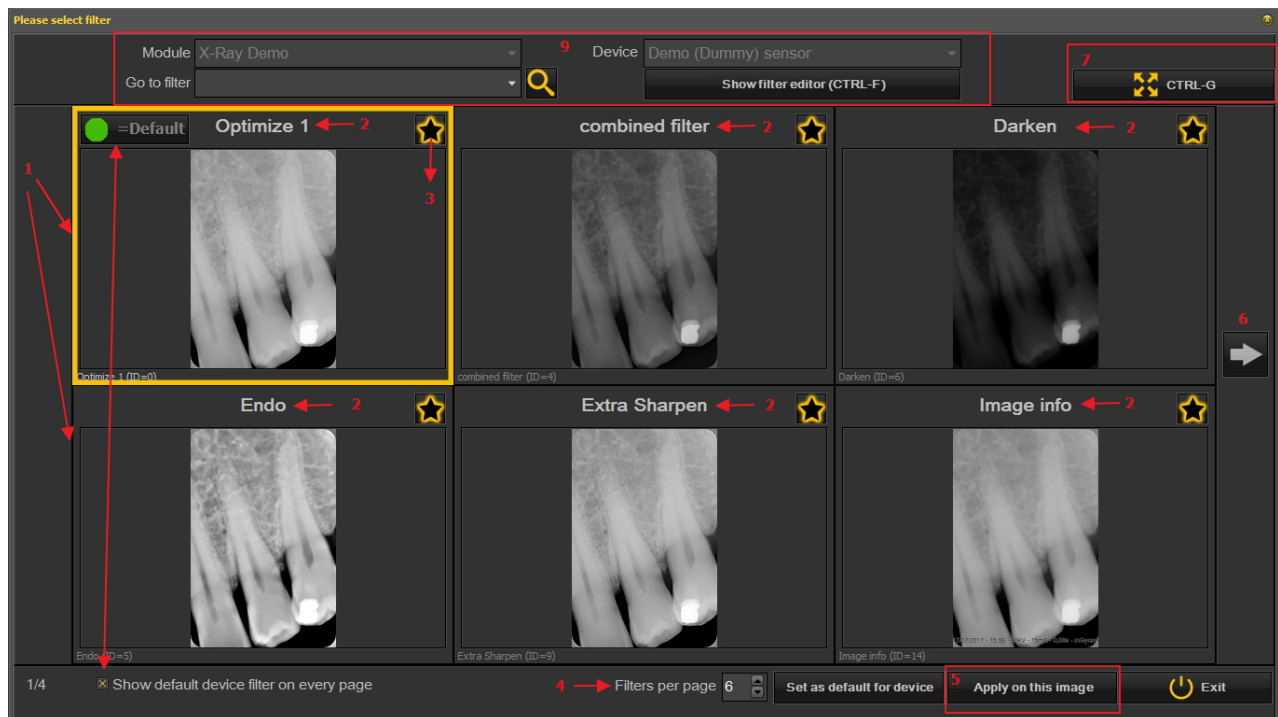 Please select filter
Module X-Ray Demo 9 Device Demo (Dummy) sensor 7
Go to filter Show filter editor (CTRL-F) CTRL-G
=Default Optimize 1 2 combined filter 2 Darken 2
1
3
6
Optimize 1 (ID=0) combined filter (ID=4) Darken (ID=6)
Endo 2 Extra Sharpen 2 Image info 2
Endo (ID=5) Extra Sharpen (ID=9) Image info (ID=14)
1/4 Show default device filter on every page 4 Filters per page 6 Set as default for device 5 Apply on this image Exit